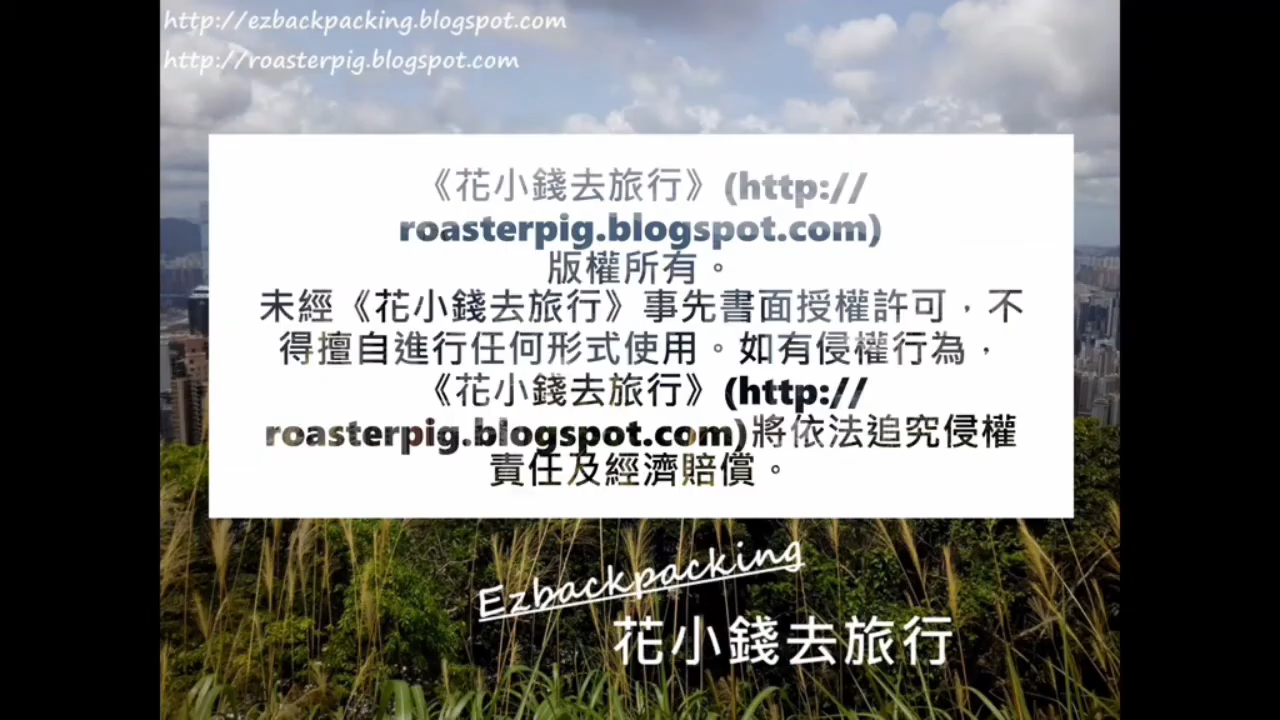 http://ezbackpacking.blogspot.com
http://roasterpig.blogspot.com
《花小錢去旅行》(http://
roasterpig.blogspot.com)
版權所有。
未經《花小錢去旅行》事先書面授權許可，不
得擅自進行任何形式使用。如有侵權行為，
《花小錢去旅行》(http://
roasterpig.blogspot.com)將依法追究侵權
責任及經濟賠償。
Ezbackpacking
花小錢去旅行